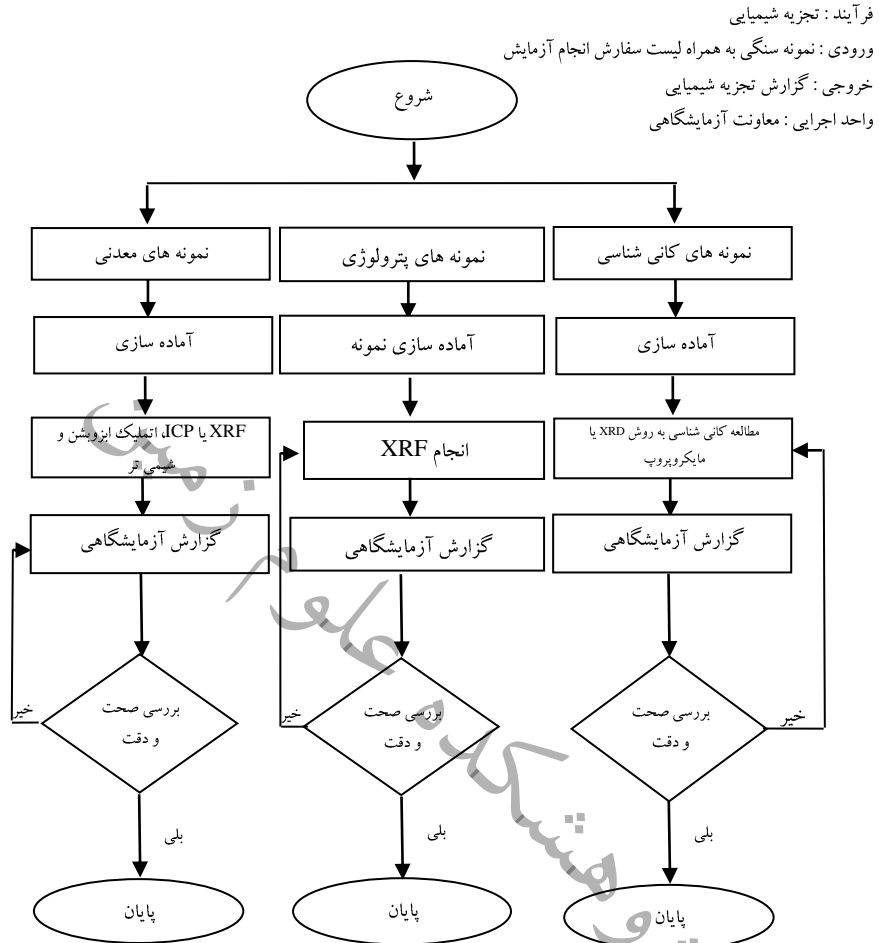 فرآیند : تجزیه شیمیایی
ورودی : نمونه سنگی به همراه لیست سفارش انجام آزمایش
خروجی : گزارش تجزیه شیمیایی
واحد اجرایی : معاونت آزمایشگاهی
شروع
نمونه های کانی شناسی
نمونه های پترولوژی
نمونه های معدنی
آماده سازی
آماده سازی نمونه
آماده سازی
مطالعه کانی شناسی به روش XRD یا
مایکروپروپ
انجام XRF
XRF یا ICP، اتمیک ابزوبشن و
شیمی تر
گزارش آزمایشگاهی
گزارش آزمایشگاهی
گزارش آزمایشگاهی
بررسی صحت
و دقت
خیر
بررسی صحت
و دقت
خیر
بررسی صحت
و دقت
خیر
بلی
بلی
بلی
پایان
پایان
پایان
پژوهشکده علوم زمین